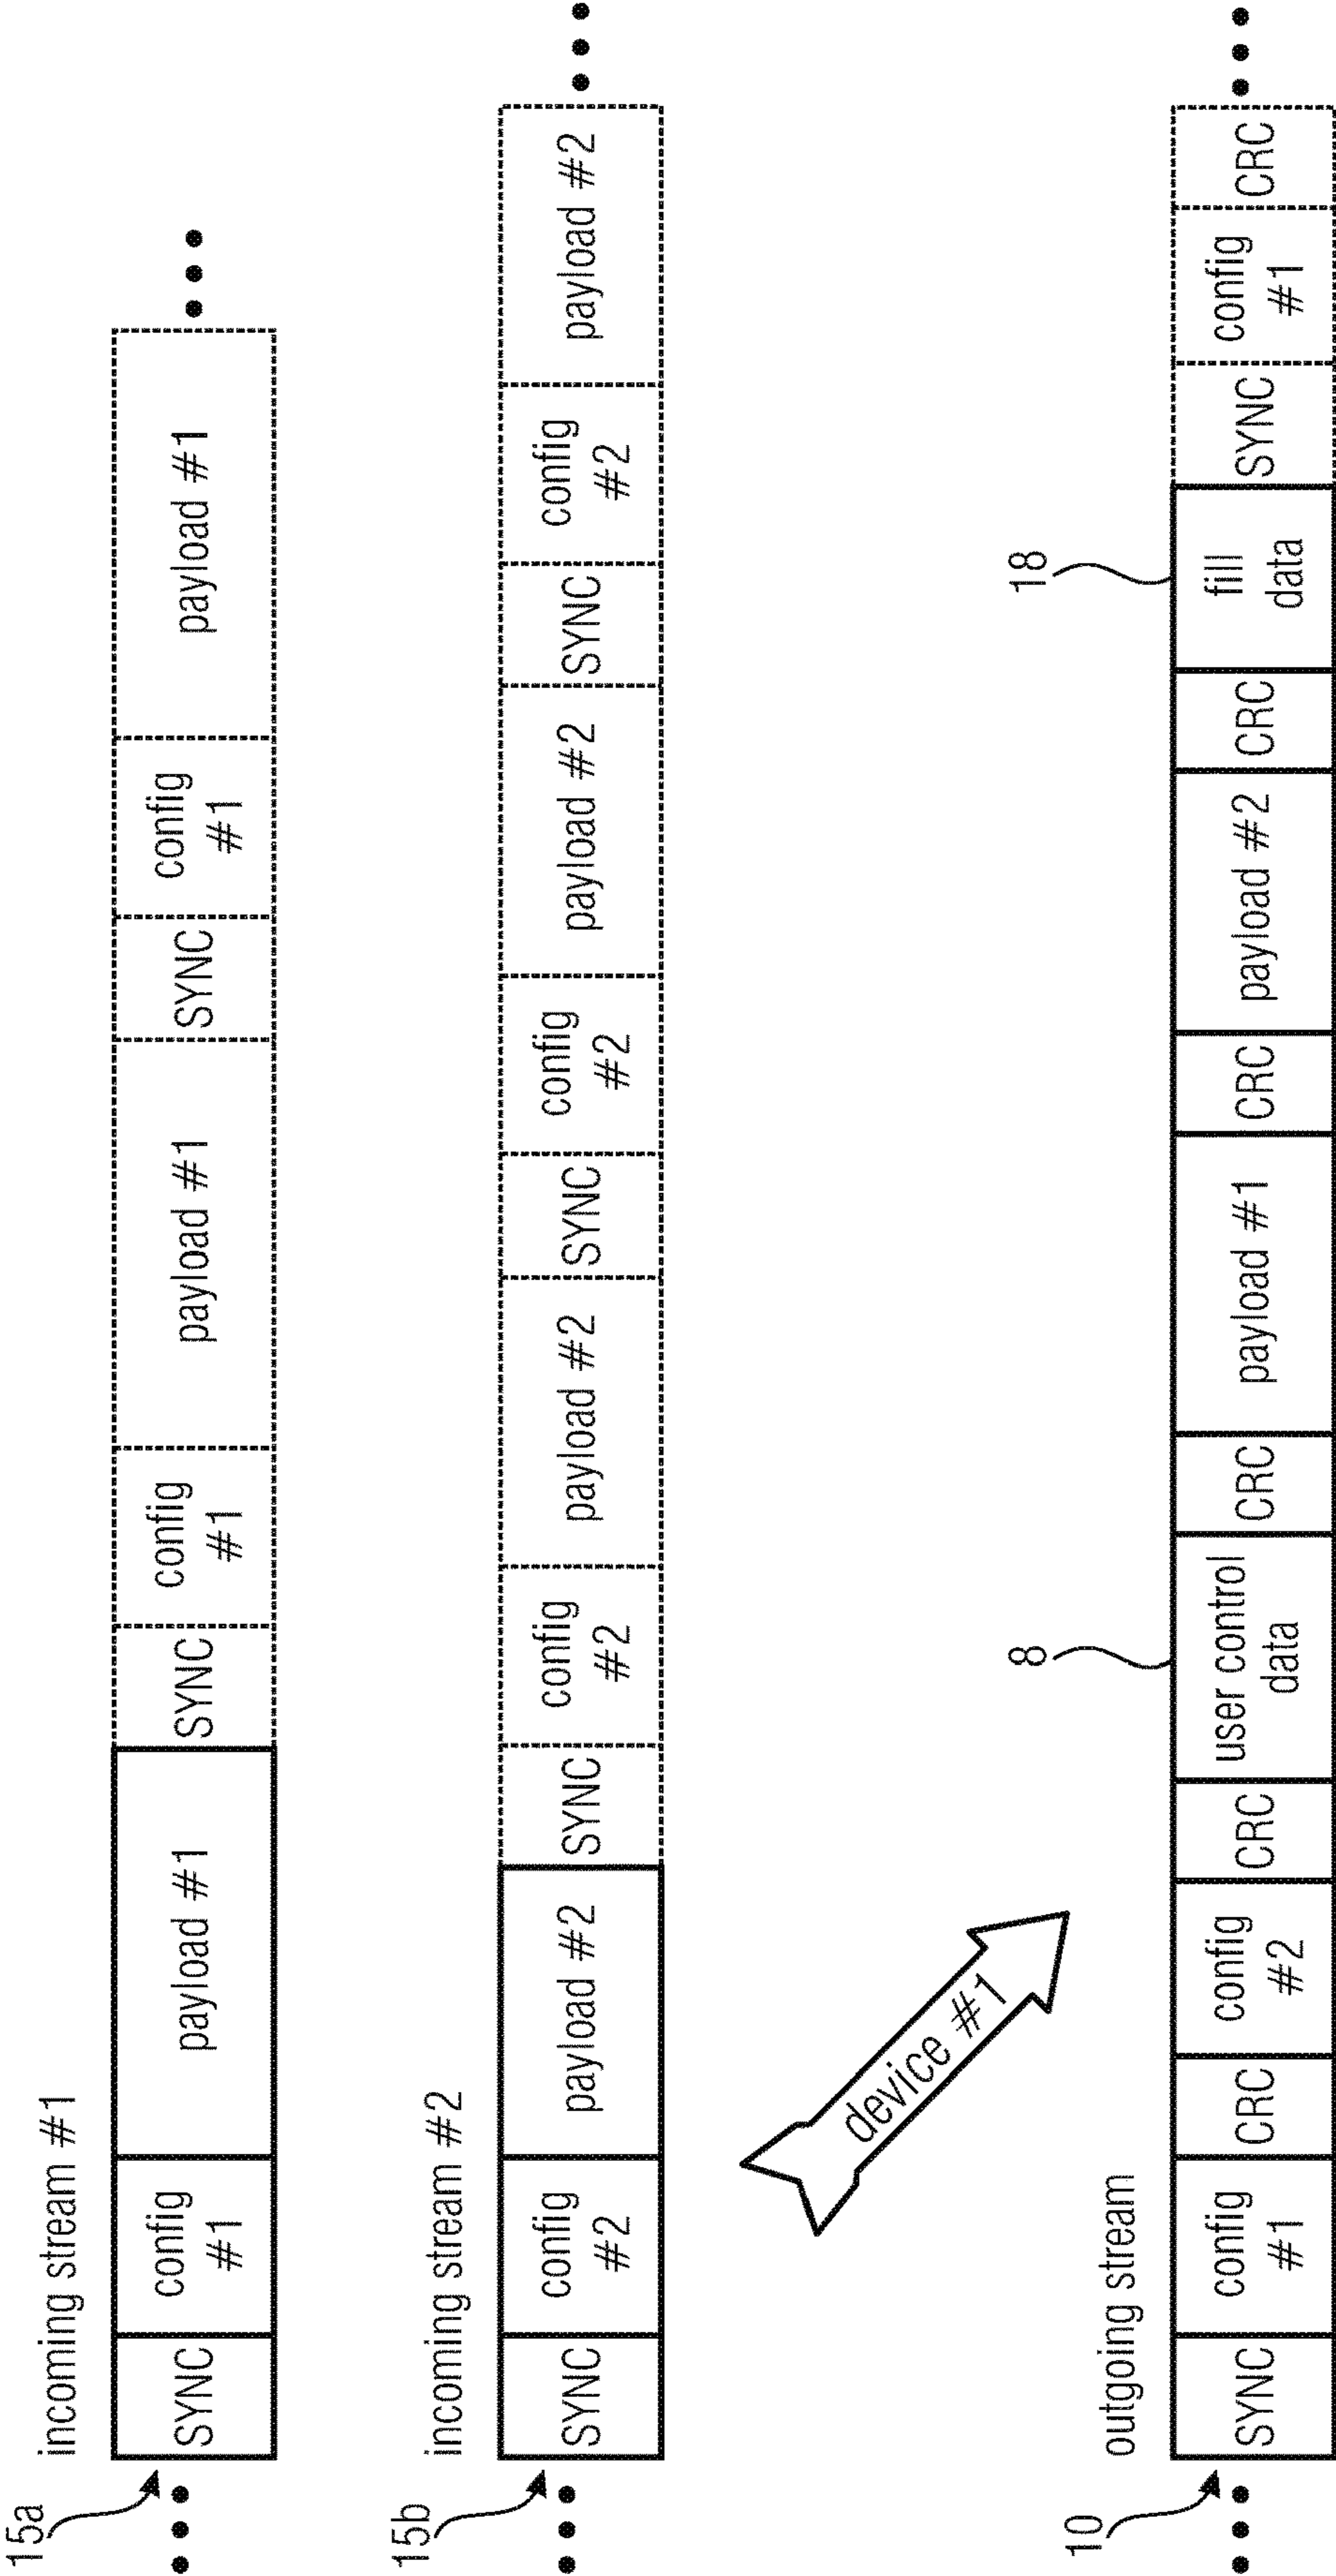 15a
incoming stream #1
SYNC
config
#1
payload #1
SYNC
config
#1
payload #1
SYNC
config
#1
payload #1
15b
incoming stream #2
SYNC
config
#2
payload #2
SYNC
config
#2
payload #2
SYNC
config
#2
payload #2
SYNC
config
#2
payload #2
device #1
10
outgoing stream
8
18
SYNC
config
#1
CRC
config
#2
CRC
user control
data
CRC
payload #1
CRC
payload #2
CRC
fill
data
SYNC
config
#1
CRC